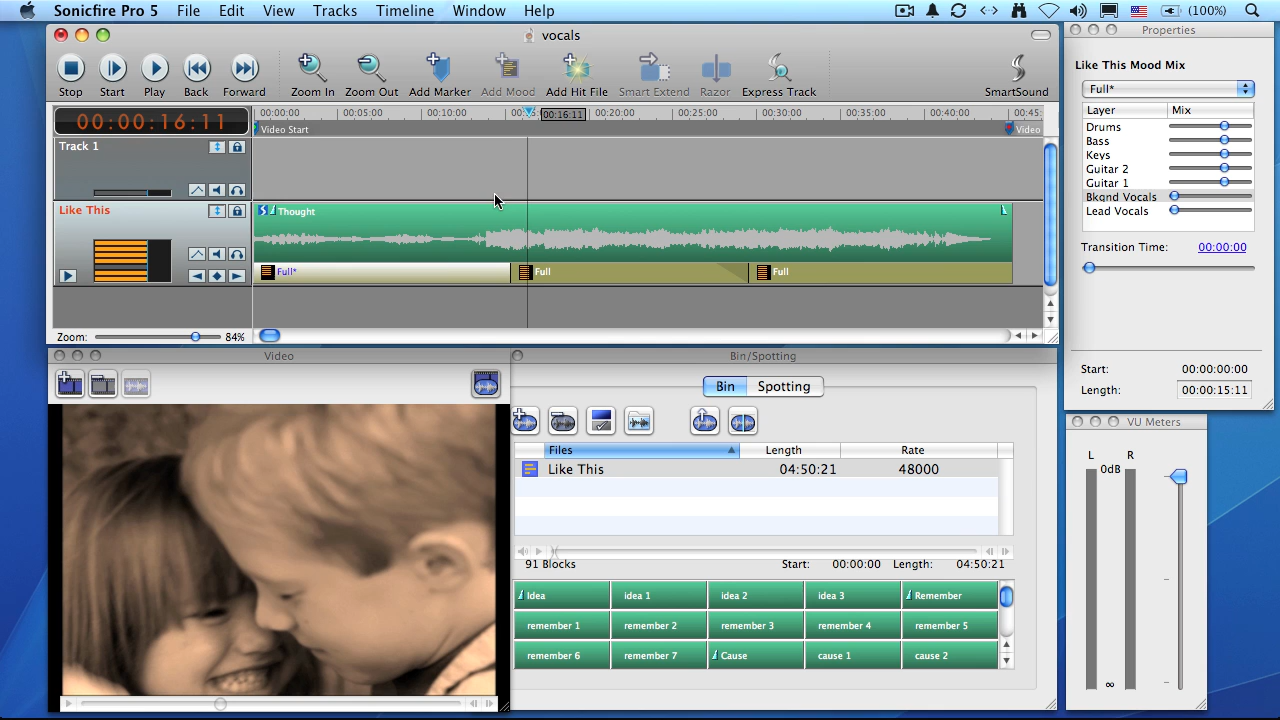 Sonicfire Pro 5 File Edit View Tracks Timeline Window Help (100%)
vocals
Stop Start Play Back Forward Zoom In Zoom Out Add Marker Add Mood Add Hit File Smart Extend Razor Express Track SmartSound
00:00:16:11
00:00:00 00:05:00 00:10:00 00:16:11 00:20:00 00:25:00 00:30:00 00:35:00 00:40:00 00:45:
Video Start Video
Track 1
Like This
Thought
Full* Full Full
Zoom: 84%
Properties
Like This Mood Mix
Full*
Layer Mix
Drums
Bass
Keys
Guitar 2
Guitar 1
Bkgnd Vocals
Lead Vocals
Transition Time: 00:00:00
Start: 00:00:00:00
Length: 00:00:15:11
Video
Bin/Spotting
Bin Spotting
Files Length Rate
Like This 04:50:21 48000
91 Blocks Start: 00:00:00 Length: 04:50:21
Idea idea 1 idea 2 idea 3 Remember
remember 1 remember 2 remember 3 remember 4 remember 5
remember 6 remember 7 Cause cause 1 cause 2
VU Meters
L R
0dB
∞